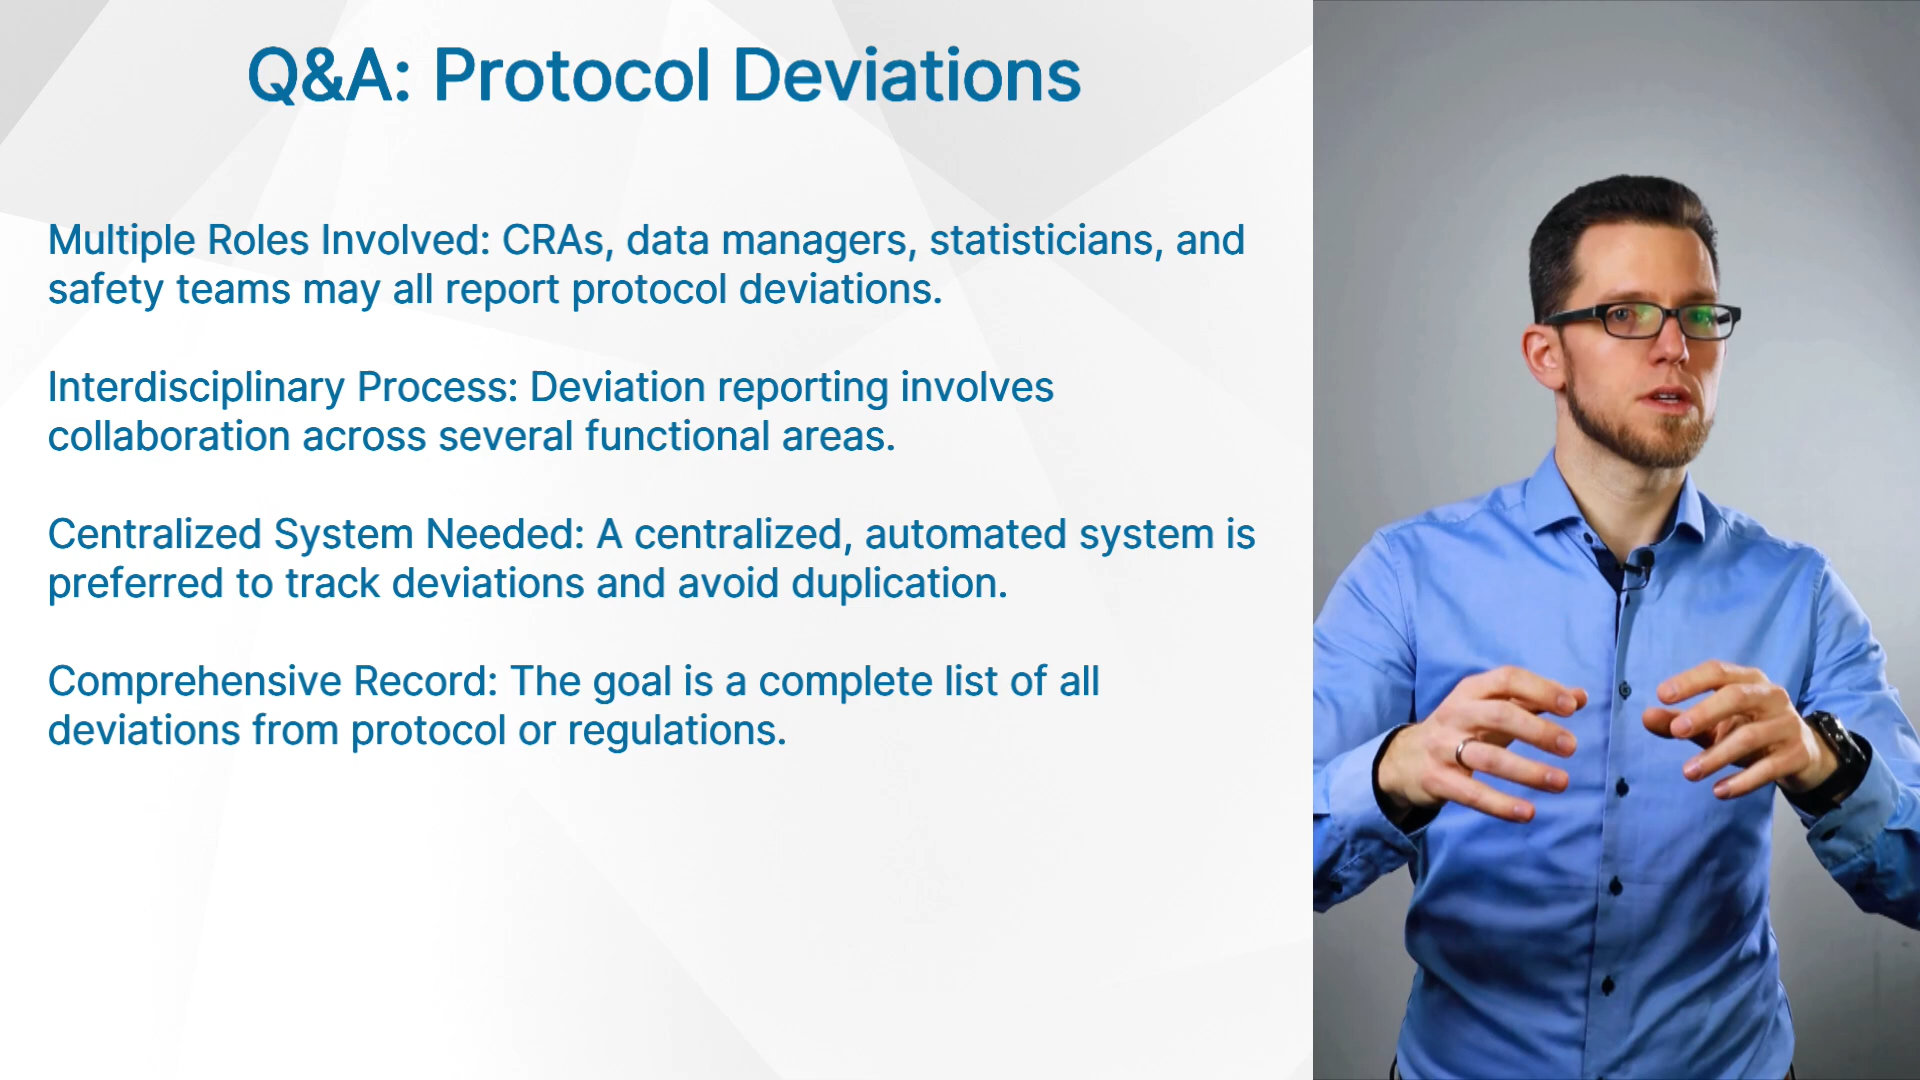 Q&A: Protocol Deviations
Multiple Roles Involved: CRAs, data managers, statisticians, and
safety teams may all report protocol deviations.
Interdisciplinary Process: Deviation reporting involves
collaboration across several functional areas.
Centralized System Needed: A centralized, automated system is
preferred to track deviations and avoid duplication.
Comprehensive Record: The goal is a complete list of all
deviations from protocol or regulations.